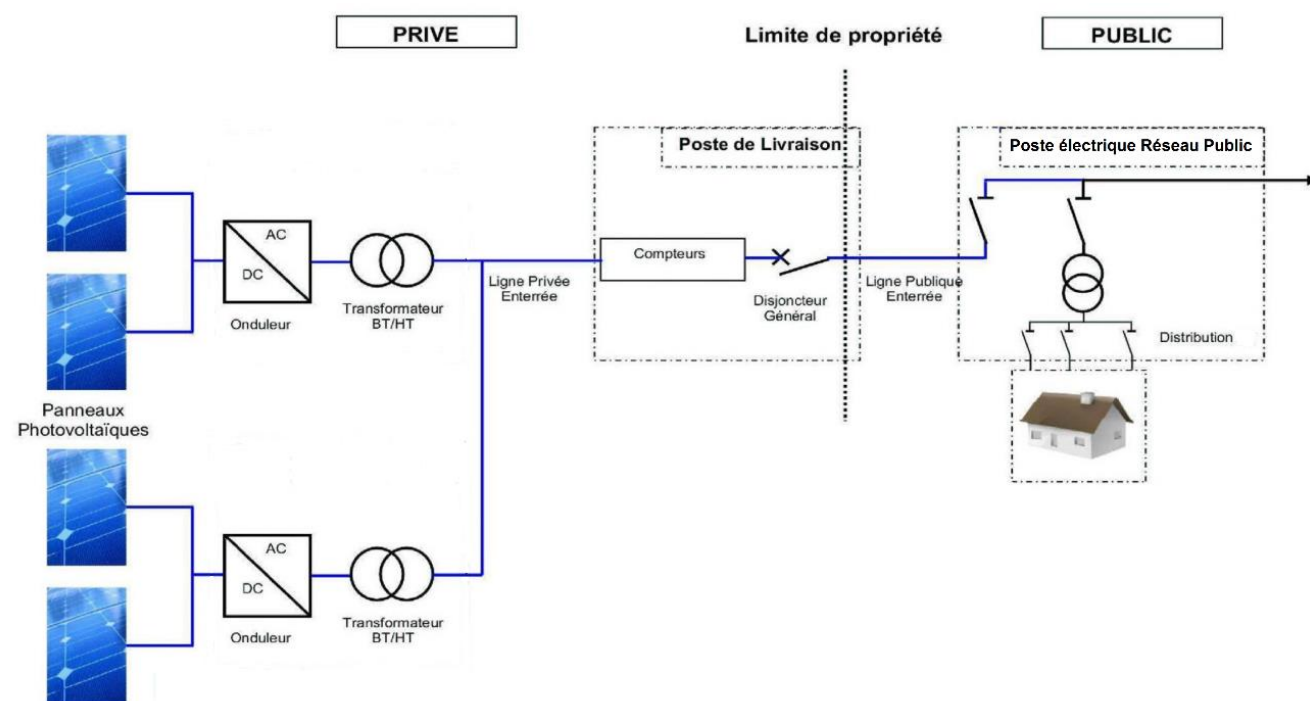 PRIVE
Limite de propriété
PUBLIC
Poste de Livraison
Poste électrique Réseau Public
AC
DC
Onduleur
Transformateur
BT/HT
Ligne Privée
Enterrée
Compteurs
Disjoncteur
Général
Ligne Publique
Enterrée
Distribution
Panneaux
Photovoltaïques
AC
DC
Onduleur
Transformateur
BT/HT